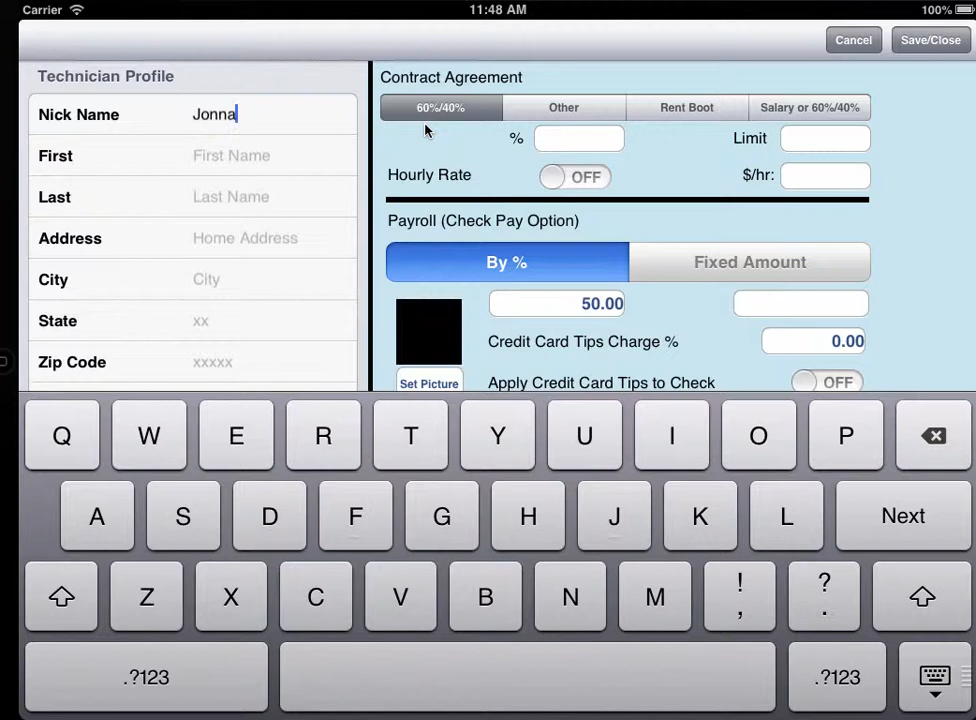 Carrier 11:48 AM 100%
Cancel Save/Close
Technician Profile
Nick Name Jonna
First First Name
Last Last Name
Address Home Address
City City
State xx
Zip Code xxxxx
Contract Agreement
60%/40% Other Rent Boot Salary or 60%/40%
% Limit
Hourly Rate OFF $/hr:
Payroll (Check Pay Option)
By % Fixed Amount
50.00
Credit Card Tips Charge % 0.00
Set Picture Apply Credit Card Tips to Check OFF
Q W E R T Y U I O P
A S D F G H J K L Next
Z X C V B N M ! , ? .
.?123 .?123